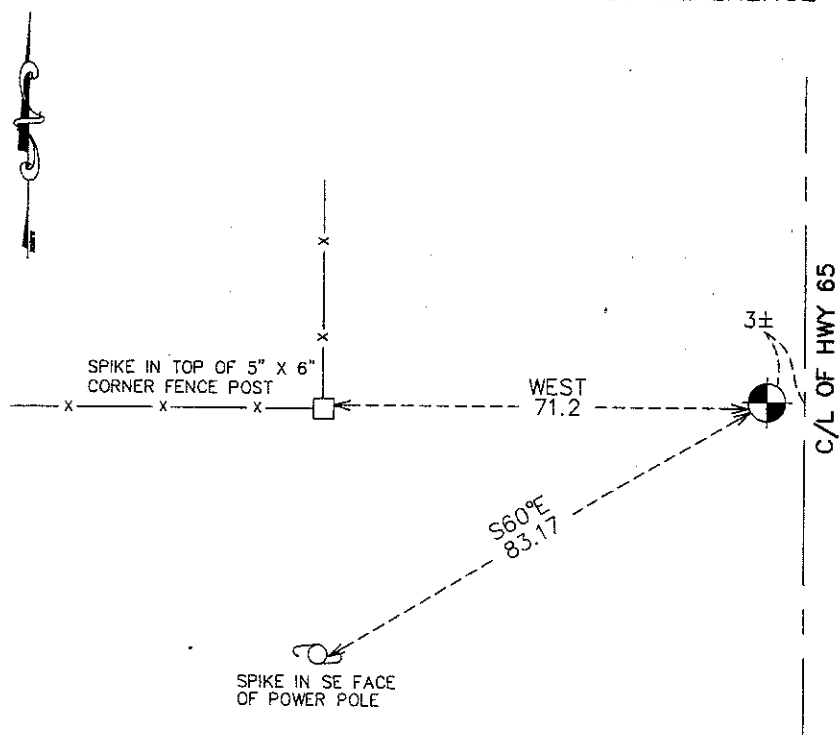 3±
C/L OF HWY 65
SPIKE IN TOP OF 5" X 6"
CORNER FENCE POST
WEST
71.2
S60°E
83.17
SPIKE IN SE FACE
OF POWER POLE